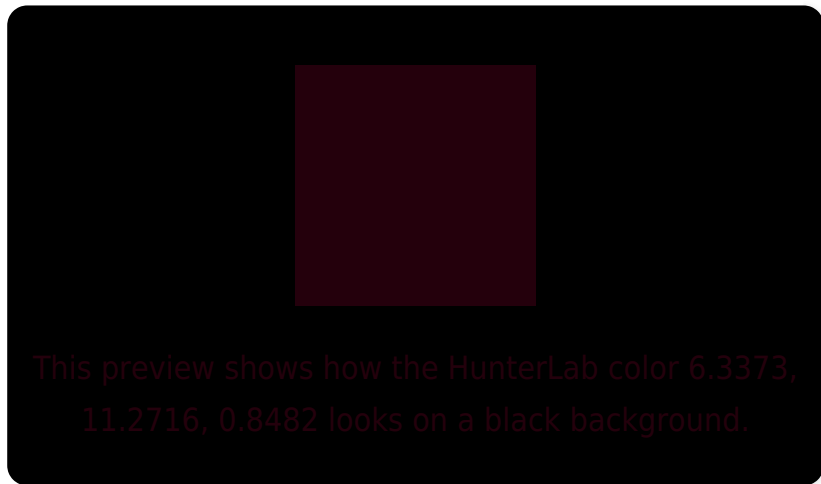 This preview shows how the HunterLab color 6.3373,
11.2716, 0.8482 looks on a black background.